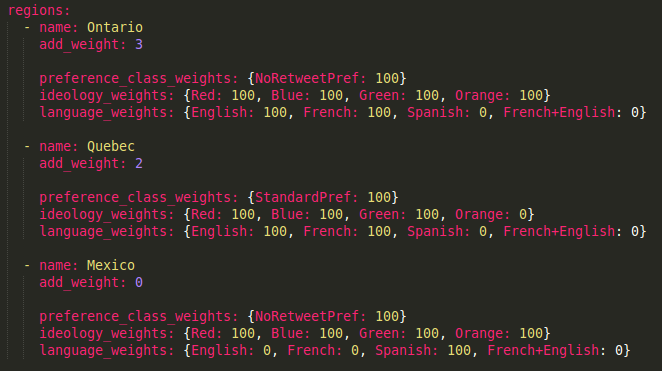 regions:
- name: Ontario
add_weight: 3
preference_class_weights: {NoRetweetPref: 100}
ideology_weights: {Red: 100, Blue: 100, Green: 100, Orange: 100}
language_weights: {English: 100, French: 100, Spanish: 0, French+English: 0}
- name: Quebec
add_weight: 2
preference_class_weights: {StandardPref: 100}
ideology_weights: {Red: 100, Blue: 100, Green: 100, Orange: 0}
language_weights: {English: 100, French: 100, Spanish: 0, French+English: 0}
- name: Mexico
add_weight: 0
preference_class_weights: {NoRetweetPref: 100}
ideology_weights: {Red: 100, Blue: 100, Green: 100, Orange: 100}
language_weights: {English: 0, French: 0, Spanish: 100, French+English: 0}